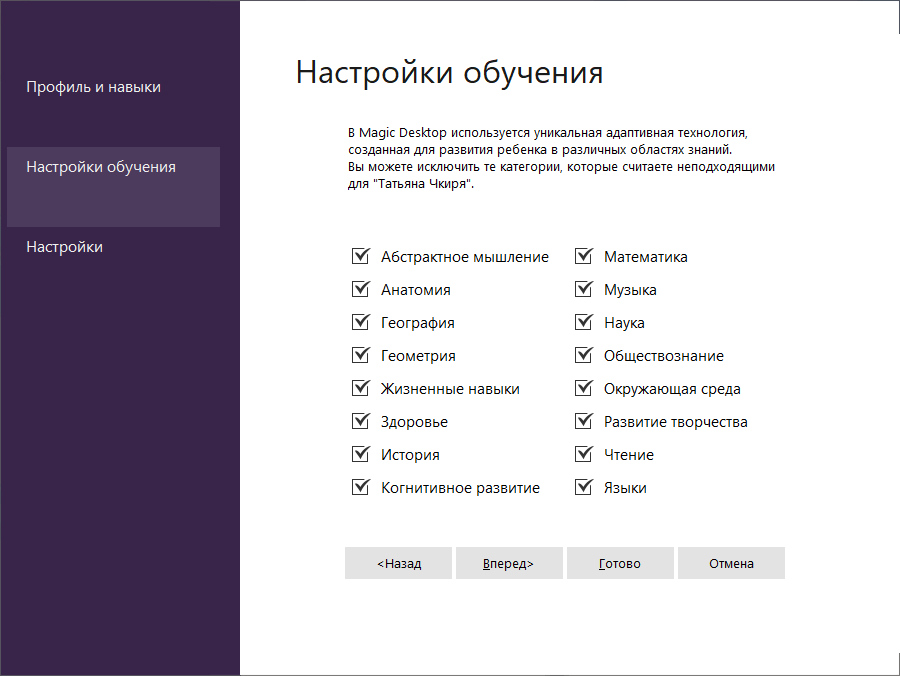 Профиль и навыки
Настройки обучения
Настройки
Настройки обучения
В Magic Desktop используется уникальная адаптивная технология,
созданная для развития ребенка в различных областях знаний.
Вы можете исключить те категории, которые считаете неподходящими
для "Татьяна Чкиря".
Абстрактное мышление
Анатомия
География
Геометрия
Жизненные навыки
Здоровье
История
Когнитивное развитие
Математика
Музыка
Наука
Обществознание
Окружающая среда
Развитие творчества
Чтение
Языки
<Назад
Вперед>
Готово
Отмена